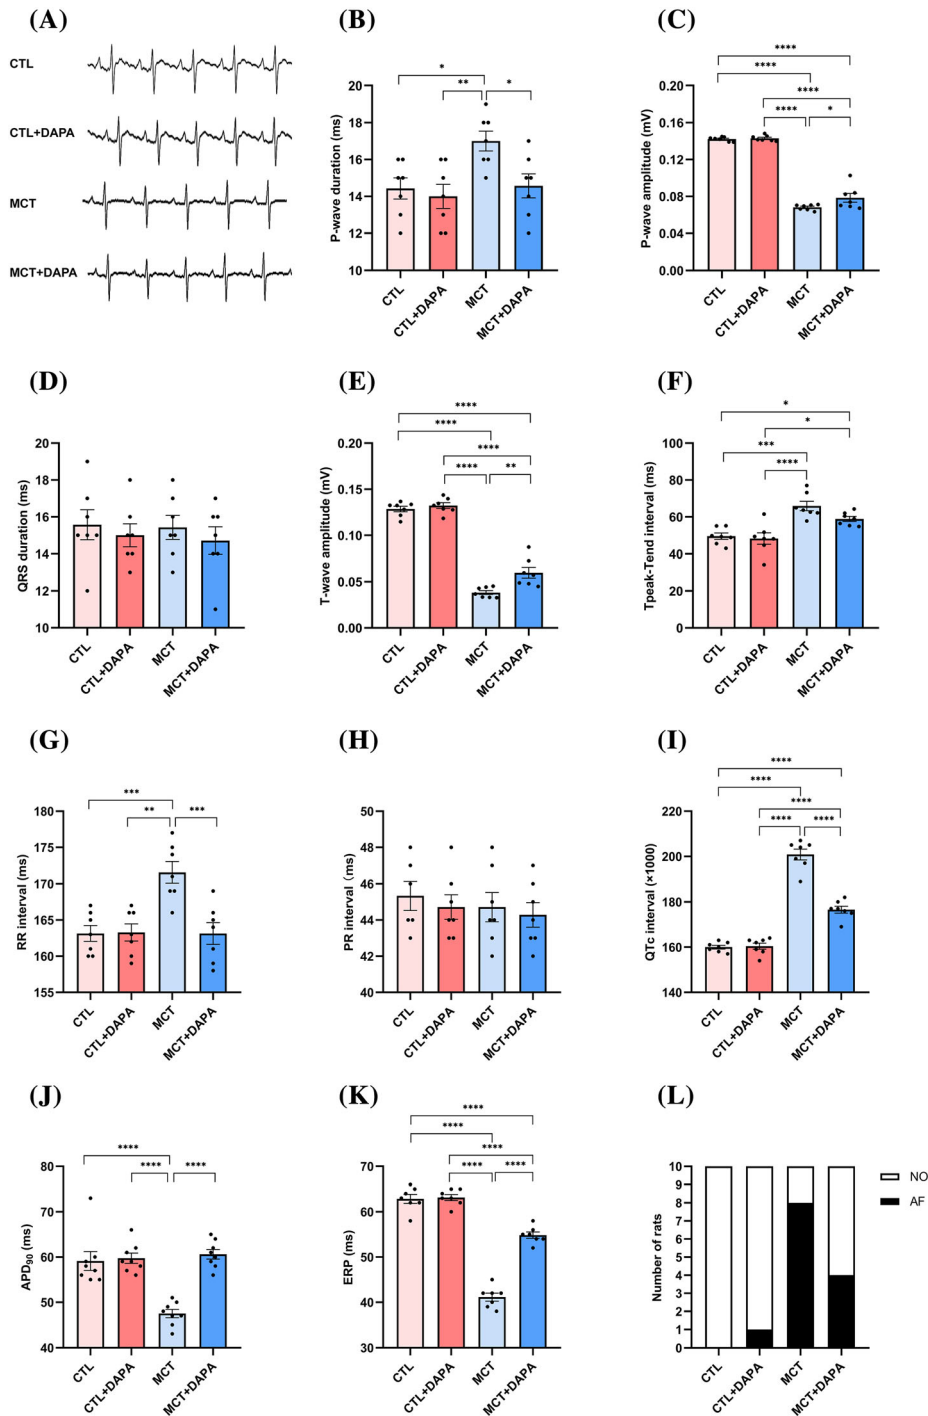 (A)
CTL
CTL+DAPA
MCT
MCT+DAPA
(B)
* ** *
P-wave duration (ms)
20
18
16
14
12
10
CTL
CTL+DAPA
MCT
MCT+DAPA
(C)
****
****
****
**** *
P-wave amplitude (mV)
0.20
0.16
0.12
0.08
0.04
0.00
CTL
CTL+DAPA
MCT
MCT+DAPA
(D)
QRS duration (ms)
20
18
16
14
12
10
CTL
CTL+DAPA
MCT
MCT+DAPA
(E)
****
****
****
**** **
T-wave amplitude (mV)
0.20
0.15
0.10
0.05
0.00
CTL
CTL+DAPA
MCT
MCT+DAPA
(F)
*
*
***
****
Tpeak-Tend interval (ms)
100
80
60
40
20
0
CTL
CTL+DAPA
MCT
MCT+DAPA
(G)
***
** ***
RR interval (ms)
180
175
170
165
160
155
CTL
CTL+DAPA
MCT
MCT+DAPA
(H)
PR interval (ms)
50
48
46
44
42
40
CTL
CTL+DAPA
MCT
MCT+DAPA
(I)
****
****
****
**** ****
QTc interval (×1000)
220
200
180
160
140
CTL
CTL+DAPA
MCT
MCT+DAPA
(J)
****
**** ****
APD90 (ms)
80
70
60
50
40
CTL
CTL+DAPA
MCT
MCT+DAPA
(K)
****
****
****
**** ****
ERP (ms)
70
60
50
40
30
CTL
CTL+DAPA
MCT
MCT+DAPA
(L)
Number of rats
10
9
8
7
6
5
4
3
2
1
0
CTL
CTL+DAPA
MCT
MCT+DAPA
NO
AF